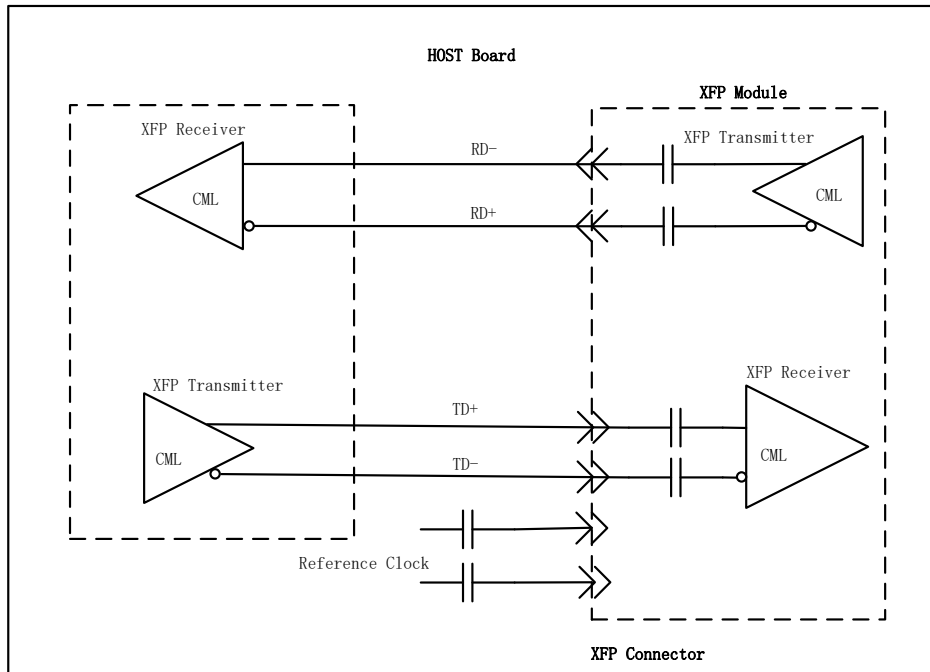 HOST Board
XFP Module
XFP Receiver
XFP Transmitter
RD-
CML
CML
RD+
XFP Receiver
XFP Transmitter
TD+
CML
CML
TD-
Reference Clock
XFP Connector